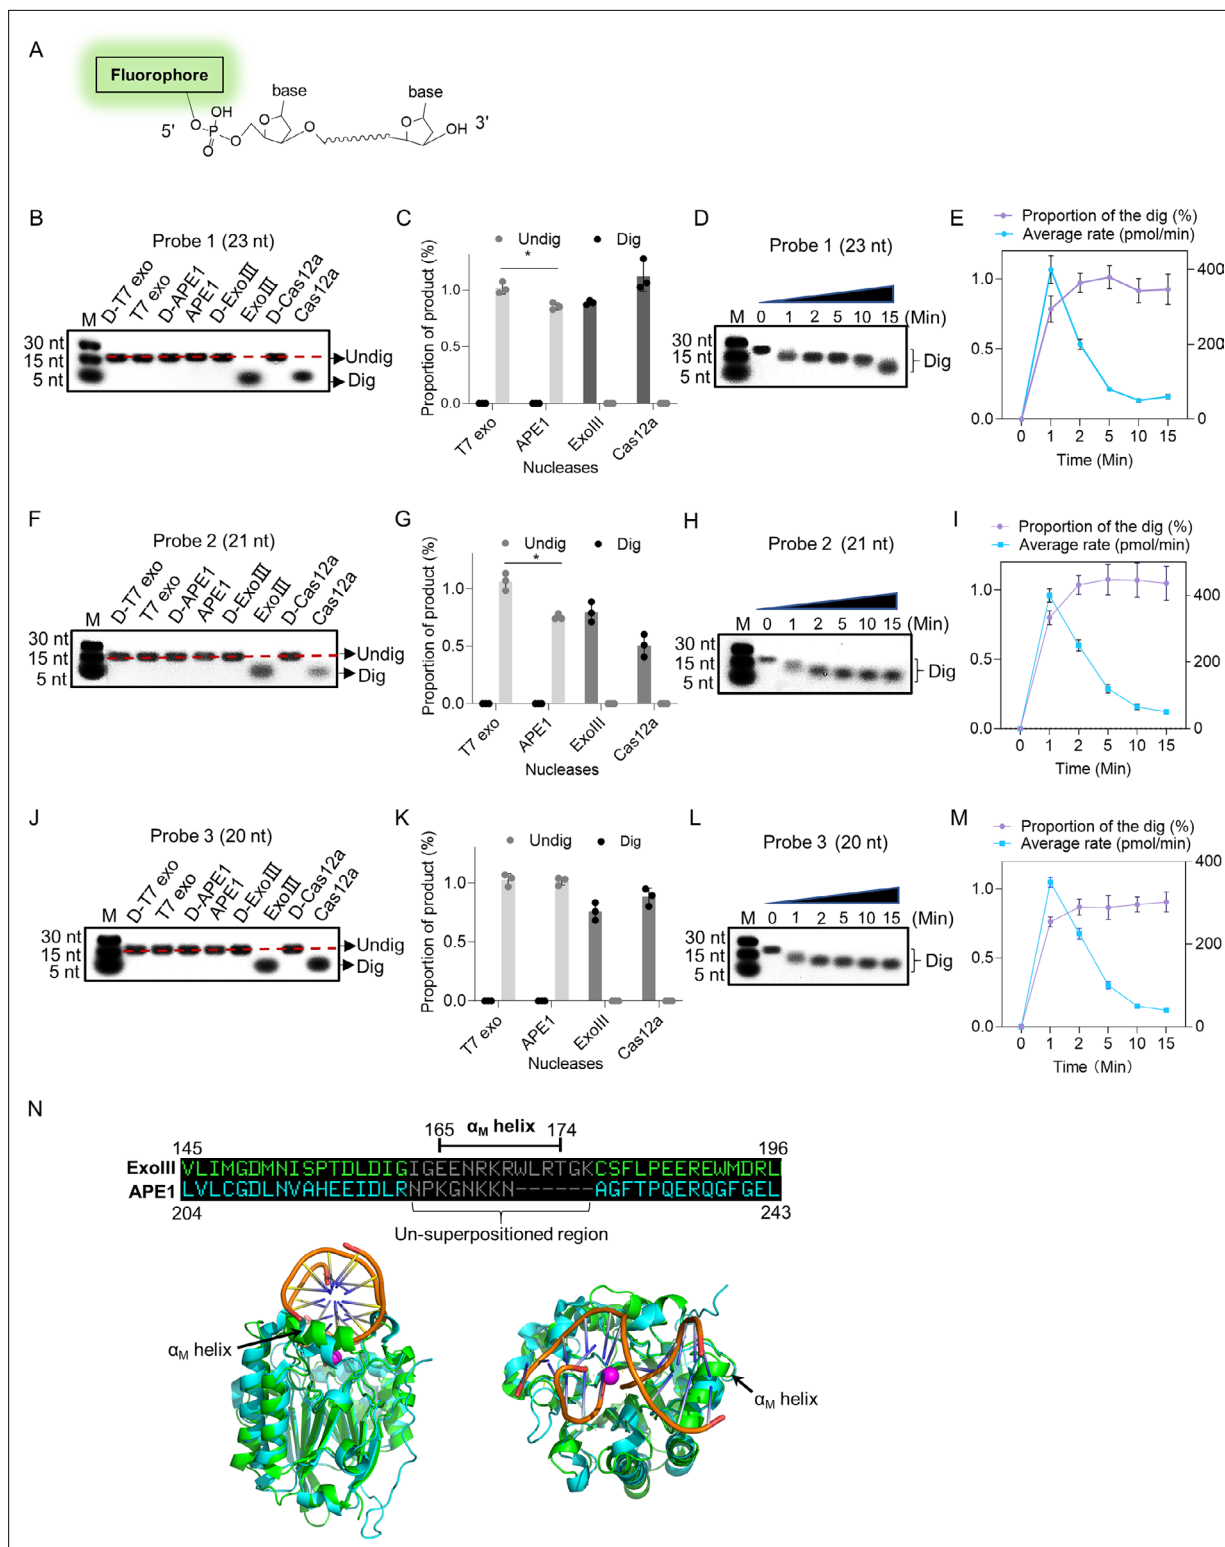 A
Fluorophore
base
base
OH
5'
O
P
O
O
O
O
O
OH
3'
B
Probe 1 (23 nt)
M
D-T7 exo
T7 exo
D-APE1
APE1
D-ExoIII
ExoIII
D-Cas12a
Cas12a
30 nt
15 nt
5 nt
Undig
Dig
C
Undig
Dig
*
Proportion of product (%)
1.0
0.5
0.0
T7 exo
APE1
ExoIII
Cas12a
Nucleases
D
Probe 1 (23 nt)
M 0 1 2 5 10 15 (Min)
30 nt
15 nt
5 nt
Dig
E
Proportion of the dig (%)
Average rate (pmol/min)
1.0
0.5
0.0
400
200
0
0 1 2 5 10 15
Time (Min)
F
Probe 2 (21 nt)
M
D-T7 exo
T7 exo
D-APE1
APE1
D-ExoIII
ExoIII
D-Cas12a
Cas12a
30 nt
15 nt
5 nt
Undig
Dig
G
Undig
Dig
*
Proportion of product (%)
1.0
0.5
0.0
T7 exo
APE1
ExoIII
Cas12a
Nucleases
H
Probe 2 (21 nt)
M 0 1 2 5 10 15 (Min)
30 nt
15 nt
5 nt
Dig
I
Proportion of the dig (%)
Average rate (pmol/min)
1.0
0.5
0.0
400
200
0
0 1 2 5 10 15
Time (Min)
J
Probe 3 (20 nt)
M
D-T7 exo
T7 exo
D-APE1
APE1
D-ExoIII
ExoIII
D-Cas12a
Cas12a
30 nt
15 nt
5 nt
Undig
Dig
K
Undig
Dig
Proportion of product (%)
1.0
0.5
0.0
T7 exo
APE1
ExoIII
Cas12a
Nucleases
L
Probe 3 (20 nt)
M 0 1 2 5 10 15 (Min)
30 nt
15 nt
5 nt
Dig
M
Proportion of the dig (%)
Average rate (pmol/min)
1.0
0.5
0.0
400
200
0
0 1 2 5 10 15
Time (Min)
N
145 165 αM helix 174 196
ExoIII VLIMGDMNISPTDLDIGIGEENRKRWLRTGKCSFLPEEREWMDRL
APE1 LVLCGDLNVAHEEIDLRNPKGNKKN------AGFTPQERQGFGEL
204 243
Un-superpositioned region
αM helix
αM helix